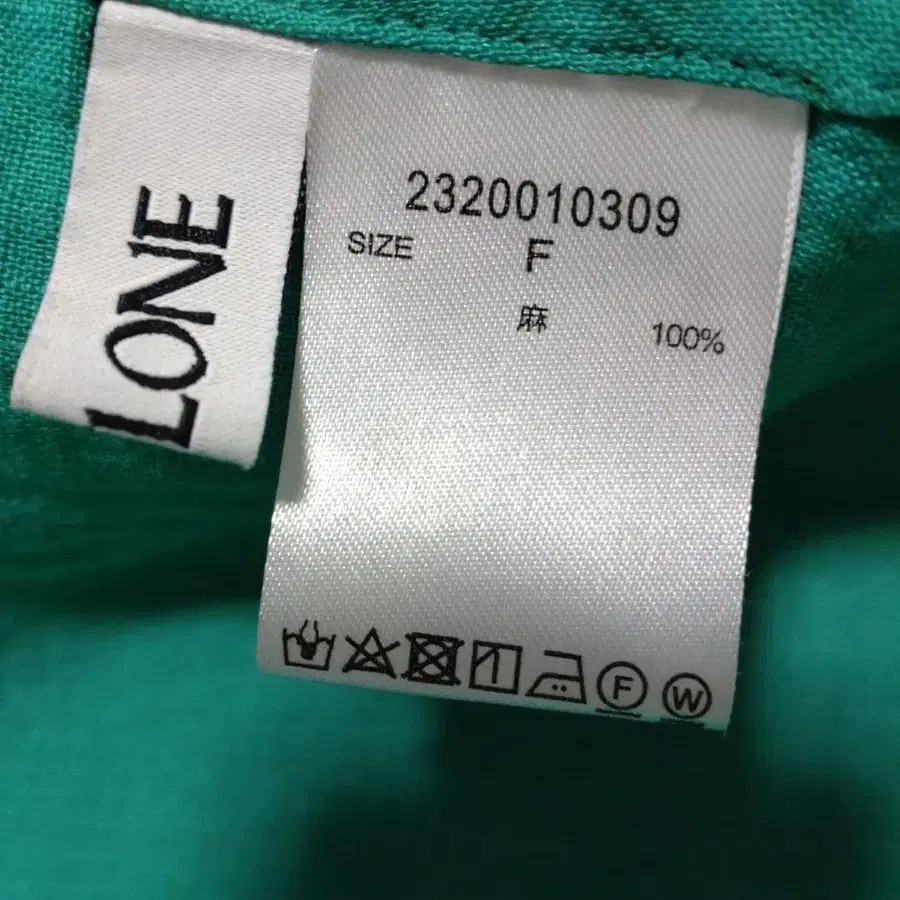 LONE
2320010309
SIZE F
麻 100%
F W